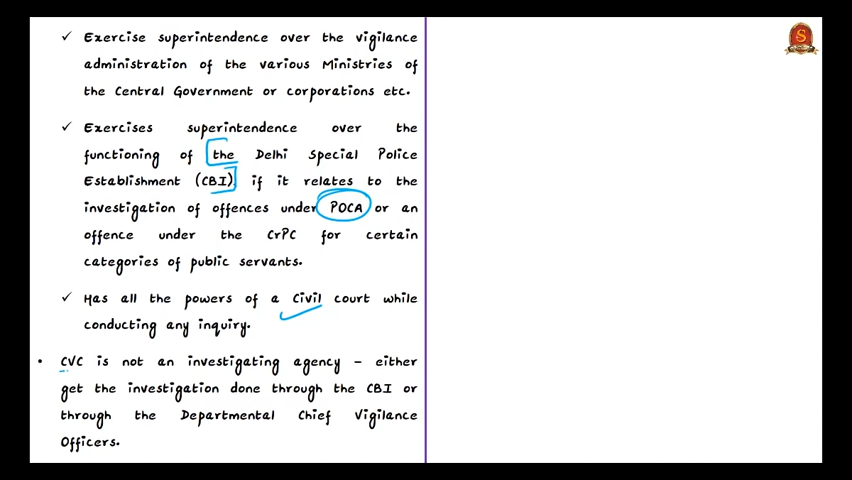 ✓ Exercise superintendence over the vigilance
administration of the various Ministries of
the Central Government or corporations etc.
✓ Exercises superintendence over the
functioning of the Delhi Special Police
Establishment (CBI) if it relates to the
investigation of offences under POCA or an
offence under the CrPC for certain
categories of public servants.
✓ Has all the powers of a Civil court while
conducting any inquiry.
• CVC is not an investigating agency – either
get the investigation done through the CBI or
through the Departmental Chief Vigilance
Officers.
S